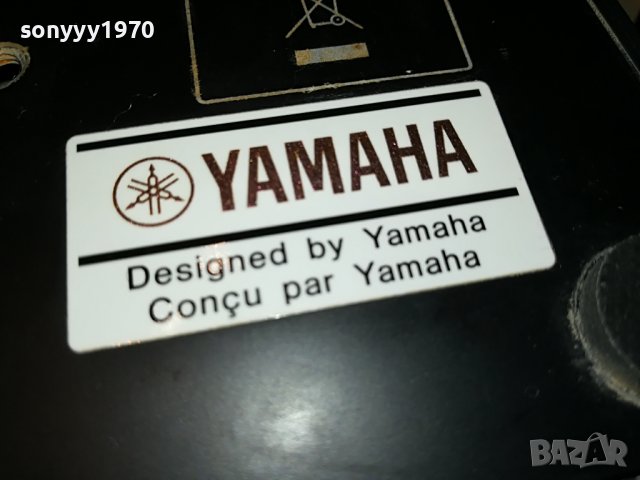 sonyyy1970
YAMAHA
Designed by Yamaha
Conçu par Yamaha
BAZAR